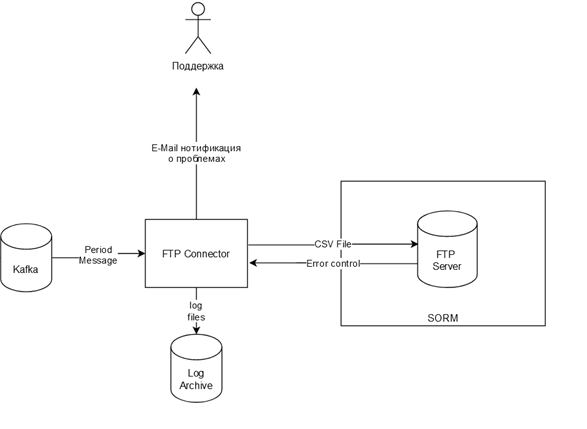 Поддержка
E-Mail нотификация
о проблемах
Kafka
Period
Message
FTP Connector
CSV File
Error control
FTP
Server
SORM
log
files
Log
Archive